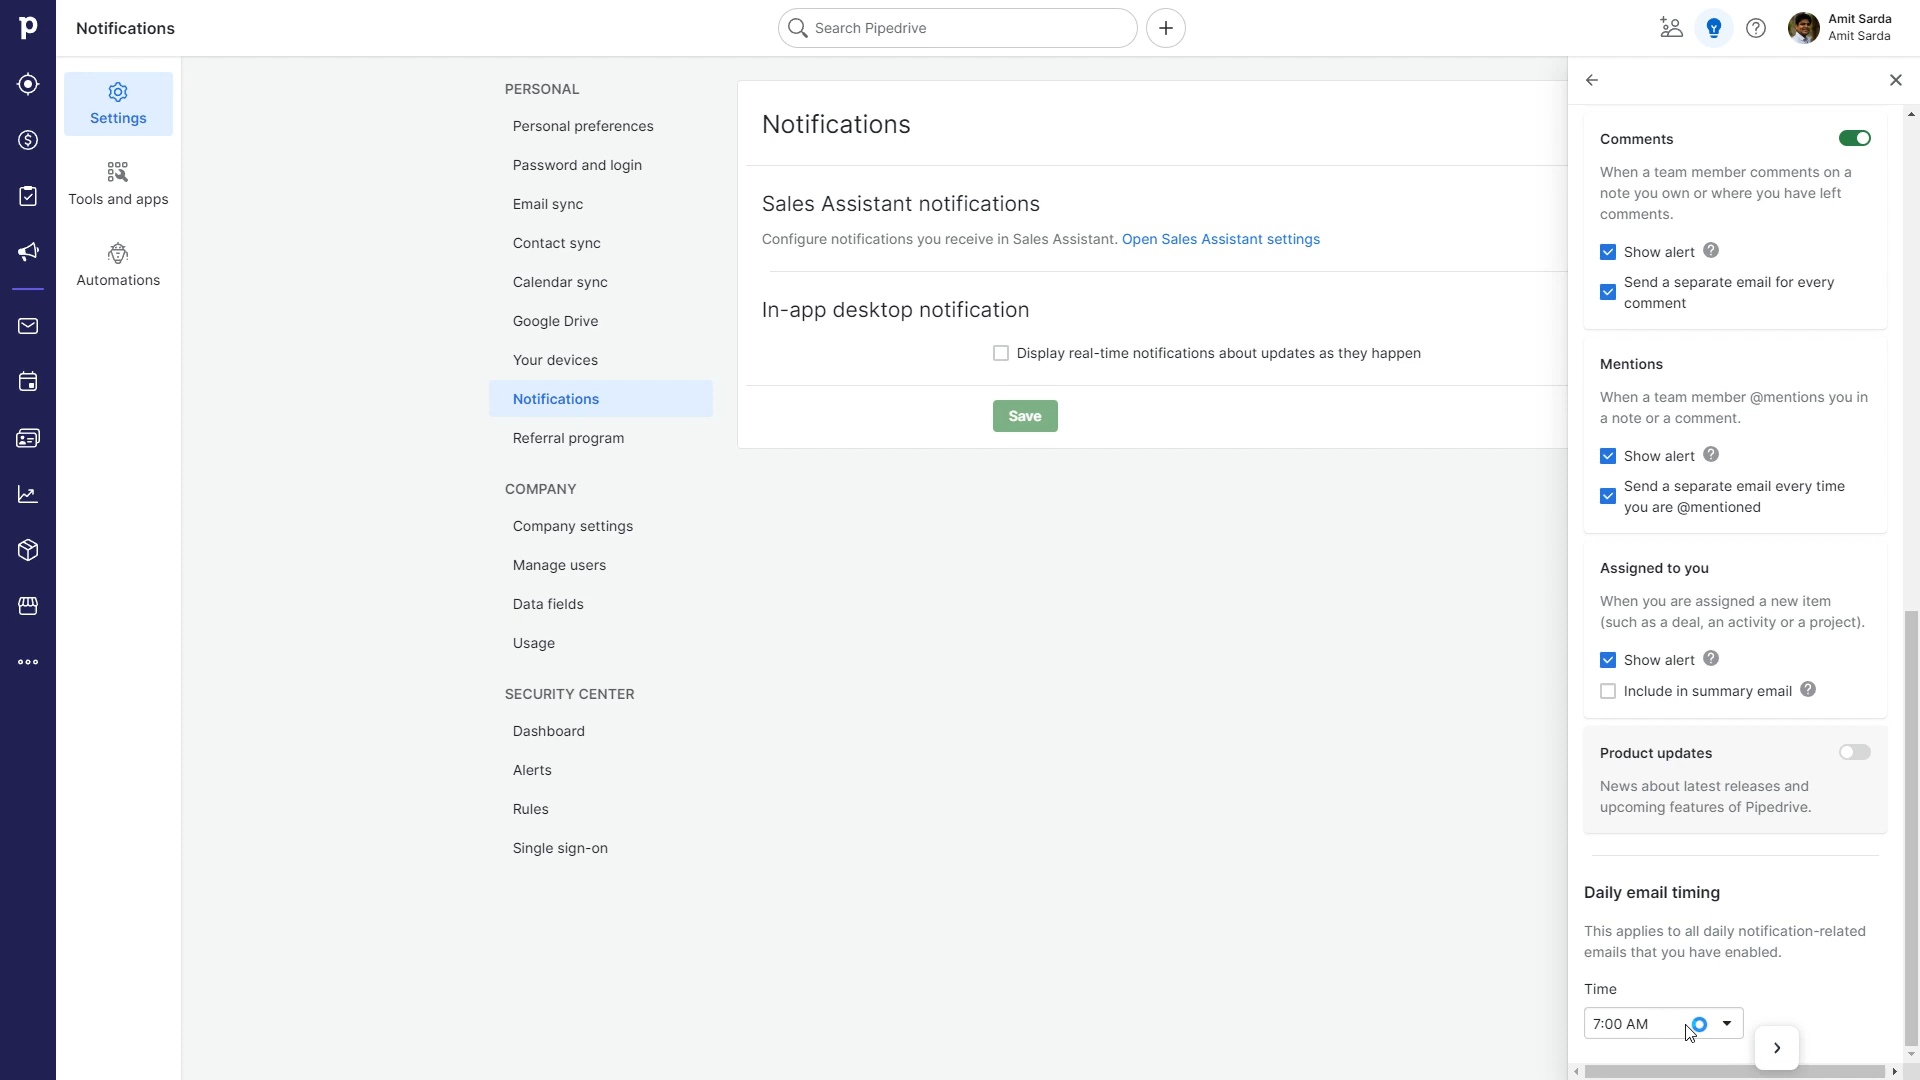 Notifications
Search Pipedrive
Amit Sarda
Amit Sarda
Settings
Tools and apps
Automations
PERSONAL
Personal preferences
Password and login
Email sync
Contact sync
Calendar sync
Google Drive
Your devices
Notifications
Referral program
COMPANY
Company settings
Manage users
Data fields
Usage
SECURITY CENTER
Dashboard
Alerts
Rules
Single sign-on
Notifications
Sales Assistant notifications
Configure notifications you receive in Sales Assistant. Open Sales Assistant settings
In-app desktop notification
Display real-time notifications about updates as they happen
Save
Comments
When a team member comments on a
note you own or where you have left
comments.
Show alert
Send a separate email for every
comment
Mentions
When a team member @mentions you in
a note or a comment.
Show alert
Send a separate email every time
you are @mentioned
Assigned to you
When you are assigned a new item
(such as a deal, an activity or a project).
Show alert
Include in summary email
Product updates
News about latest releases and
upcoming features of Pipedrive.
Daily email timing
This applies to all daily notification-related
emails that you have enabled.
Time
7:00 AM